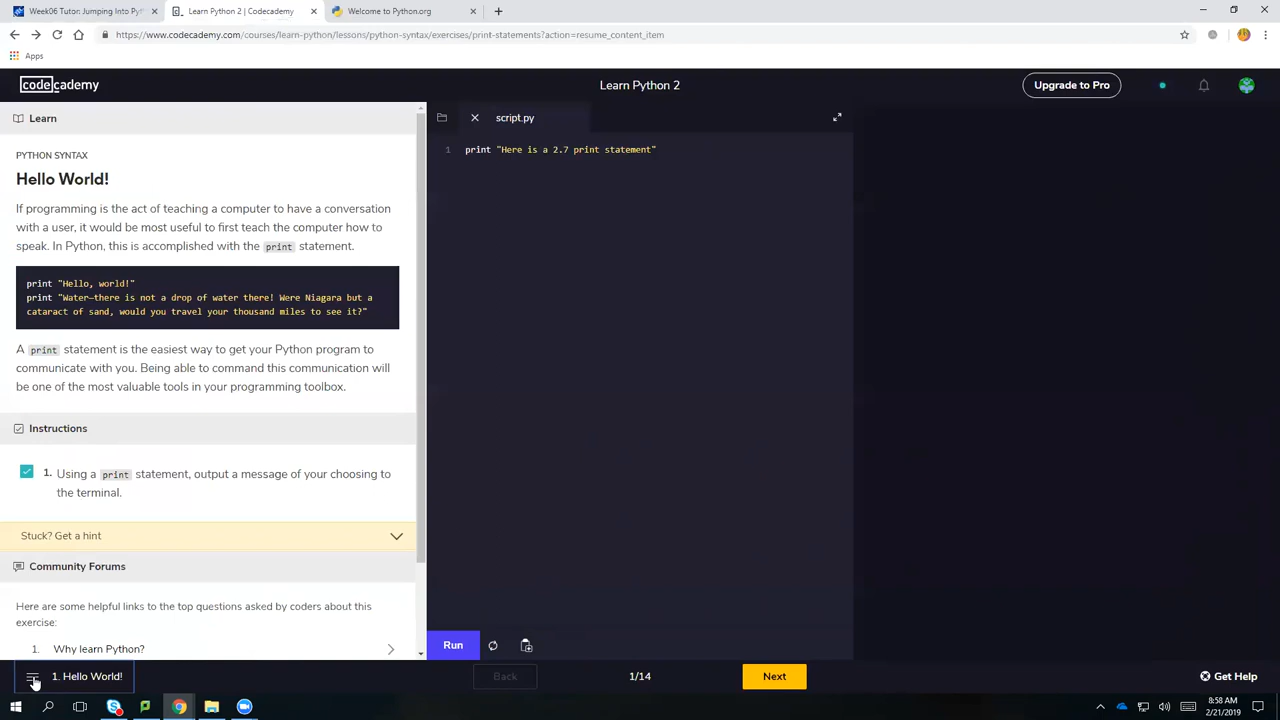 Week06 Tutor: Jumping Into Pyt
Learn Python 2 | Codecademy
Welcome to Python.org
https://www.codecademy.com/courses/learn-python/lessons/python-syntax/exercises/print-statements?action=resume_content_item
Apps
codecademy
Learn Python 2
Upgrade to Pro
Learn
script.py
PYTHON SYNTAX
Hello World!
If programming is the act of teaching a computer to have a conversation
with a user, it would be most useful to first teach the computer how to
speak. In Python, this is accomplished with the print statement.
print "Hello, world!"
print "Water—there is not a drop of water there! Were Niagara but a
cataract of sand, would you travel your thousand miles to see it?"
A print statement is the easiest way to get your Python program to
communicate with you. Being able to command this communication will
be one of the most valuable tools in your programming toolbox.
Instructions
1. Using a print statement, output a message of your choosing to
the terminal.
Stuck? Get a hint
Community Forums
Here are some helpful links to the top questions asked by coders about this
exercise:
1. Why learn Python?
1 print "Here is a 2.7 print statement"
Run
1. Hello World!
Back
1/14
Next
Get Help
8:58 AM
2/21/2019